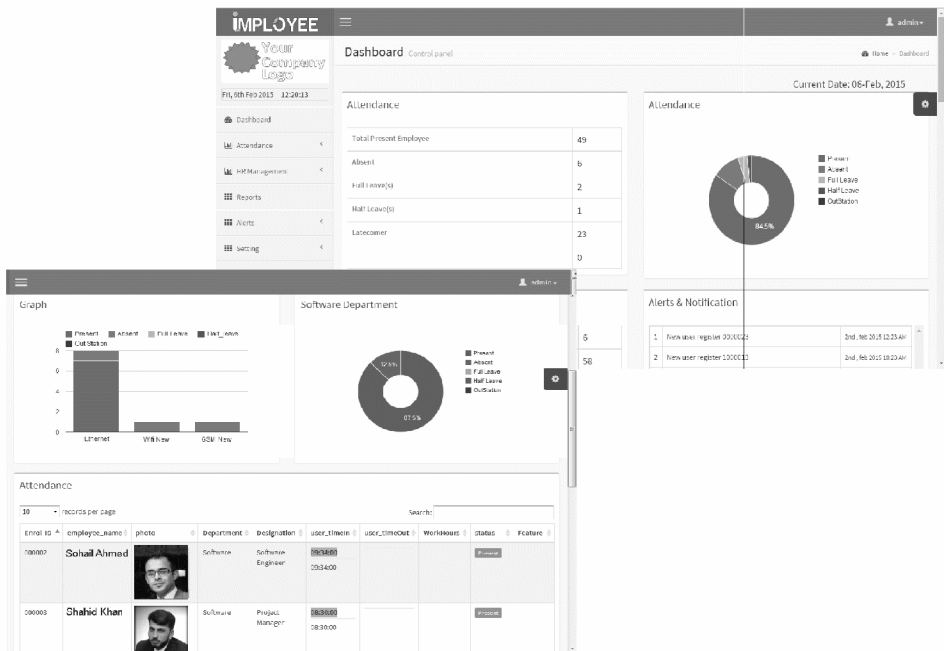 iMPLOYEE
admin
Your
Company
Logo
Dashboard Control panel
Home > Dashboard
Fri, 6th Feb 2015 12:20:13
Current Date: 06-Feb, 2015
Dashboard
Attendance
HR Management
Reports
Alerts
Setting
Attendance
Total Present Employee 49
Absent 6
Full Leave(s) 2
Half Leave(s) 1
Latecomer 23
0
Attendance
Present
Absent
Full Leave
Half Leave
OutStation
84.5%
6
58
Alerts & Notification
1 New user register 0000023 2nd, feb 2015 12:23 AM
2 New user register 1000013 2nd, feb 2015 10:23 AM
admin
Graph
Present Absent Full Leave Half_leave
Out Station
8
6
4
2
0
Ethernet Wifi New GSM New
Software Department
Present
Absent
Full Leave
Half Leave
OutStation
12.5%
87.5%
Attendance
10 records per page
Search:
Enrol ID employee_name photo Department Designation user_timeIn user_timeOut WorkHours status Feature
000002 Sohail Ahmed Software Software Engineer 09:34:00 Present
09:34:00
000003 Shahid Khan Software Project Manager 08:30:00 Present
08:30:00